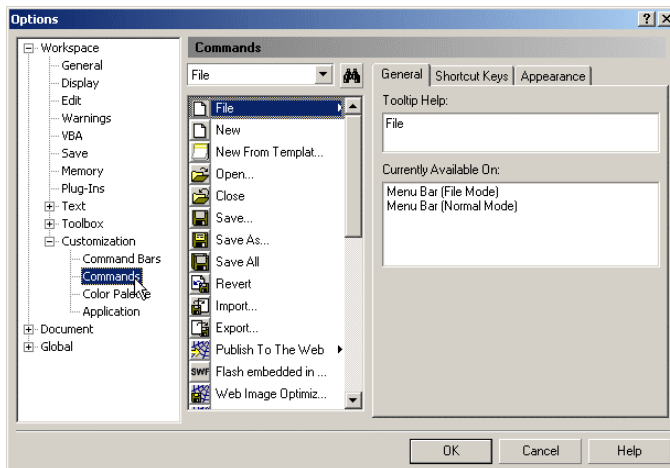 Options
Workspace
General
Display
Edit
Warnings
VBA
Save
Memory
Plug-Ins
Text
Toolbox
Customization
Command Bars
Commands
Color Palette
Application
Document
Global
Commands
File
File
New
New From Templat...
Open...
Close
Save...
Save As...
Save All
Revert
Import...
Export...
Publish To The Web
SWF Flash embedded in ...
Web Image Optimiz...
General Shortcut Keys Appearance
Tooltip Help:
File
Currently Available On:
Menu Bar (File Mode)
Menu Bar (Normal Mode)
OK Cancel Help